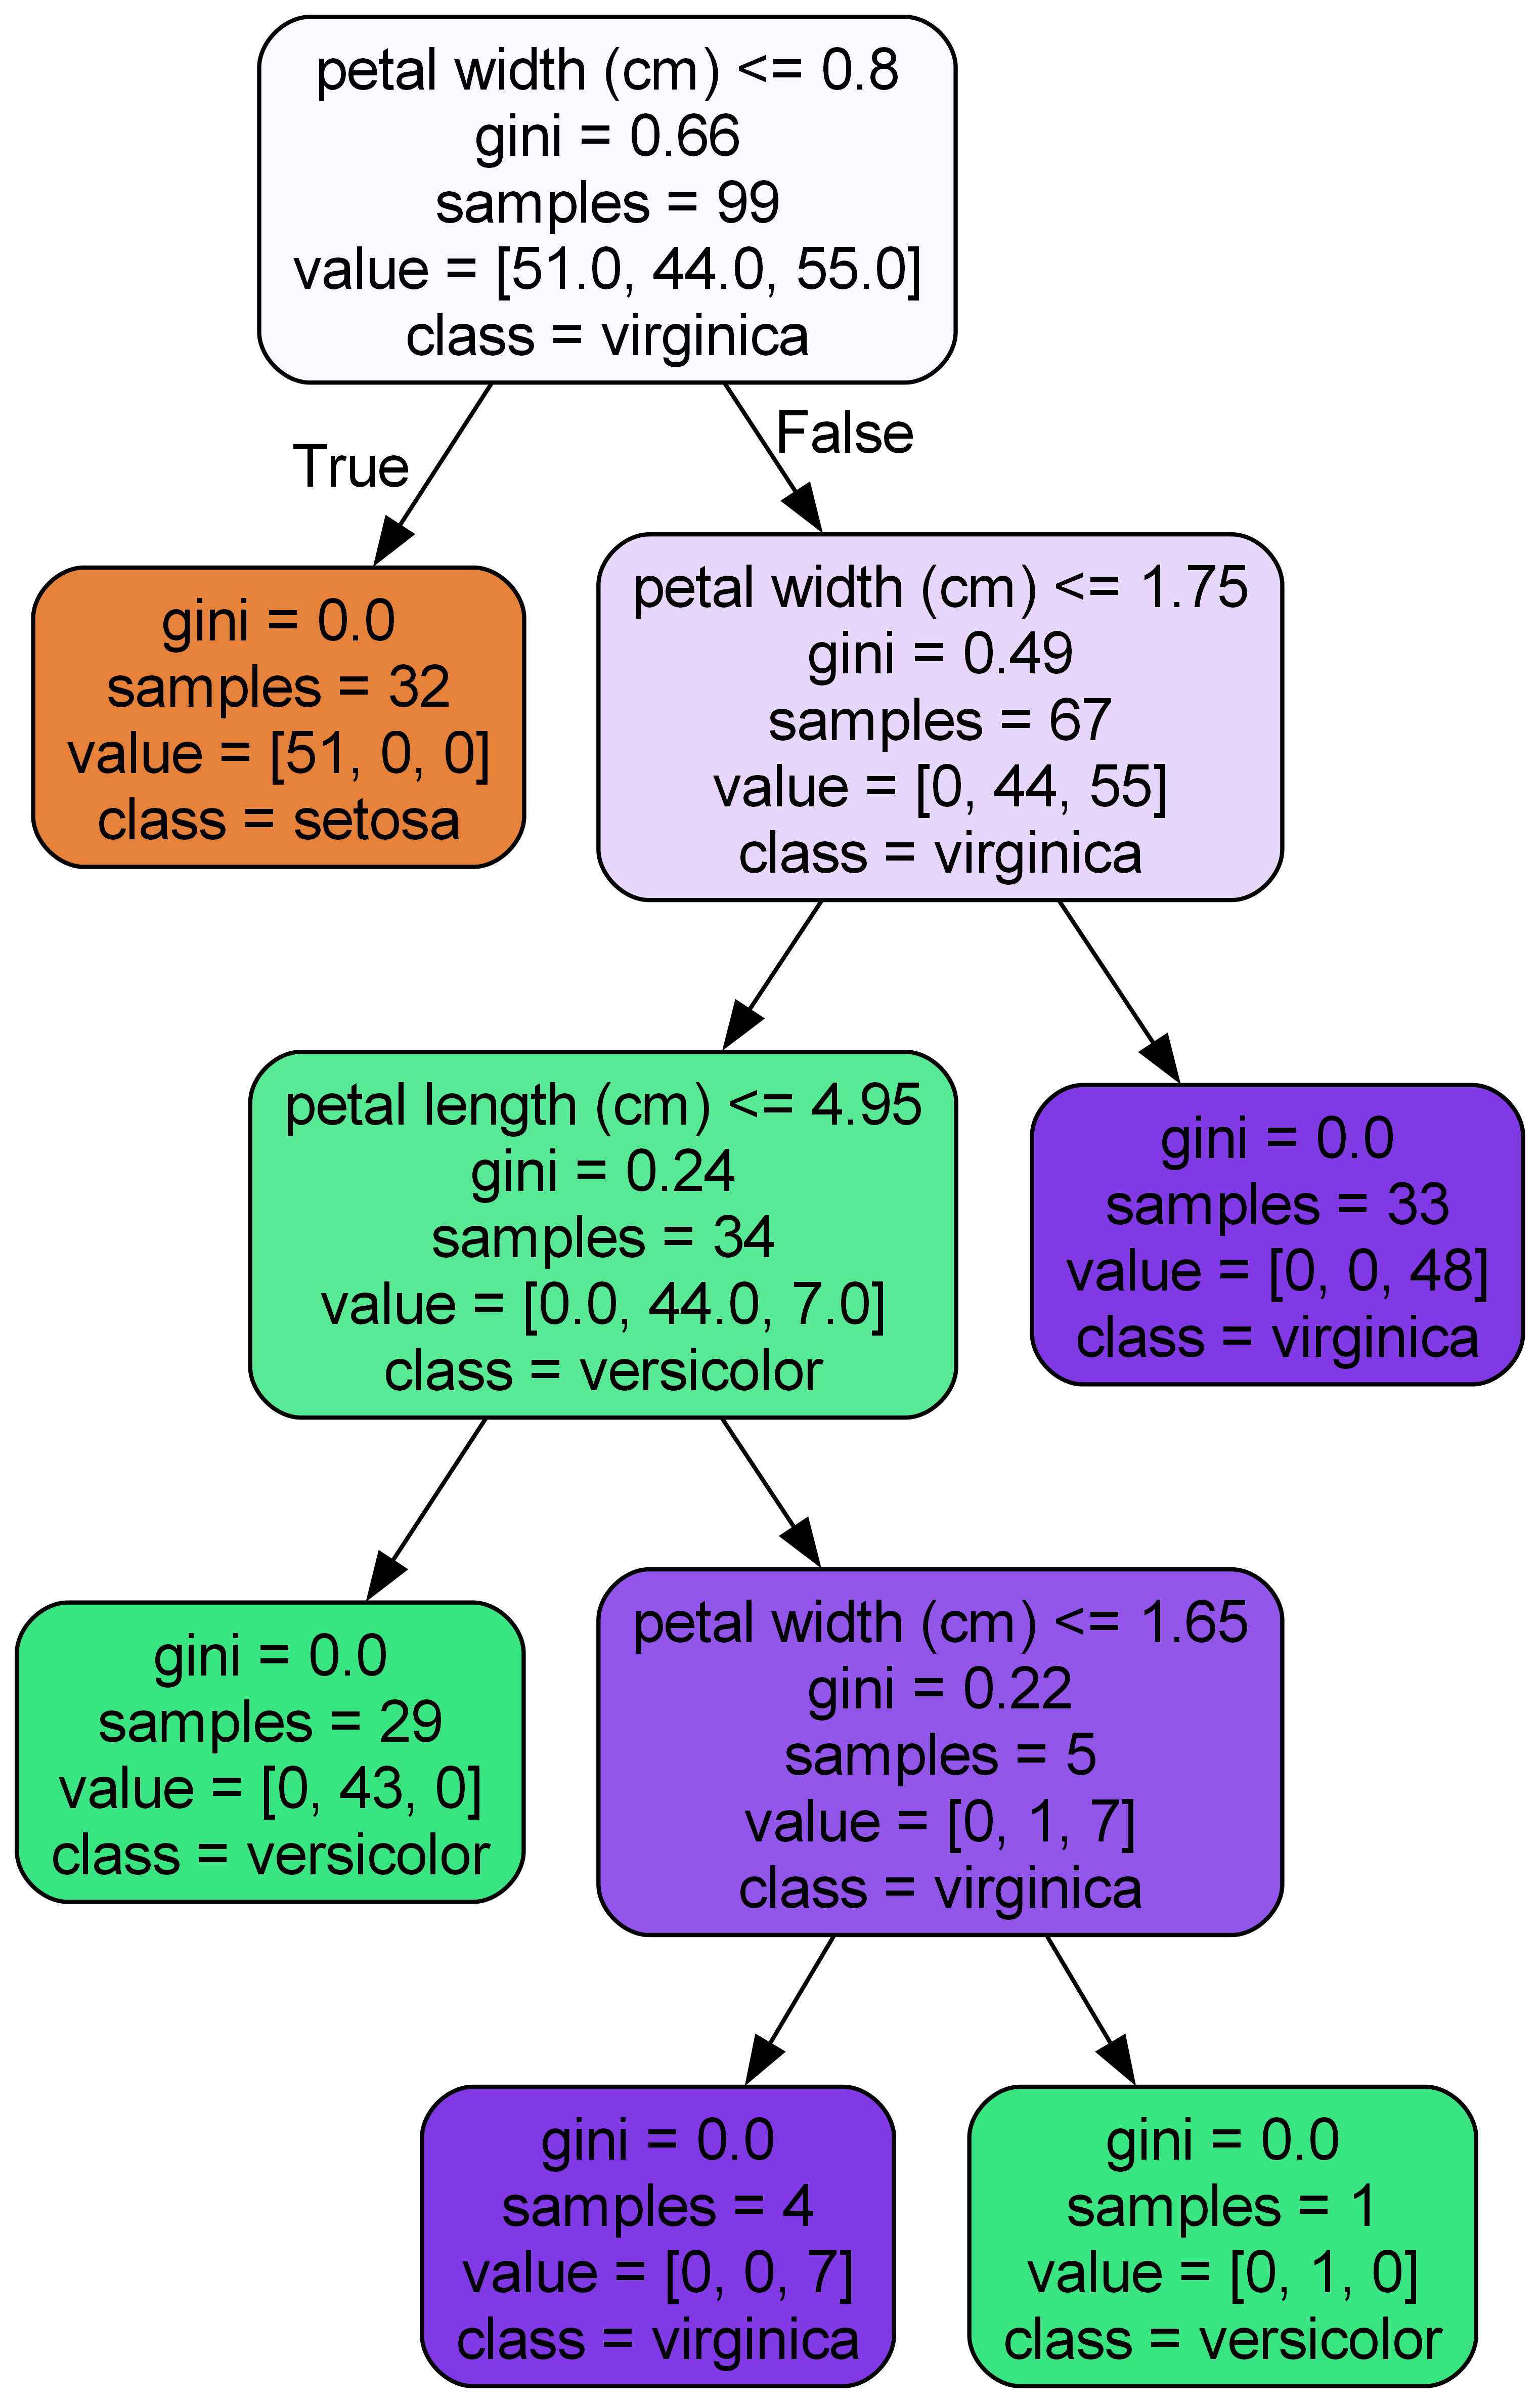 petal width (cm) <= 0.8
gini = 0.66
samples = 99
value = [51.0, 44.0, 55.0]
class = virginica
True
False
gini = 0.0
samples = 32
value = [51, 0, 0]
class = setosa
petal width (cm) <= 1.75
gini = 0.49
samples = 67
value = [0, 44, 55]
class = virginica
petal length (cm) <= 4.95
gini = 0.24
samples = 34
value = [0.0, 44.0, 7.0]
class = versicolor
gini = 0.0
samples = 33
value = [0, 0, 48]
class = virginica
gini = 0.0
samples = 29
value = [0, 43, 0]
class = versicolor
petal width (cm) <= 1.65
gini = 0.22
samples = 5
value = [0, 1, 7]
class = virginica
gini = 0.0
samples = 4
value = [0, 0, 7]
class = virginica
gini = 0.0
samples = 1
value = [0, 1, 0]
class = versicolor